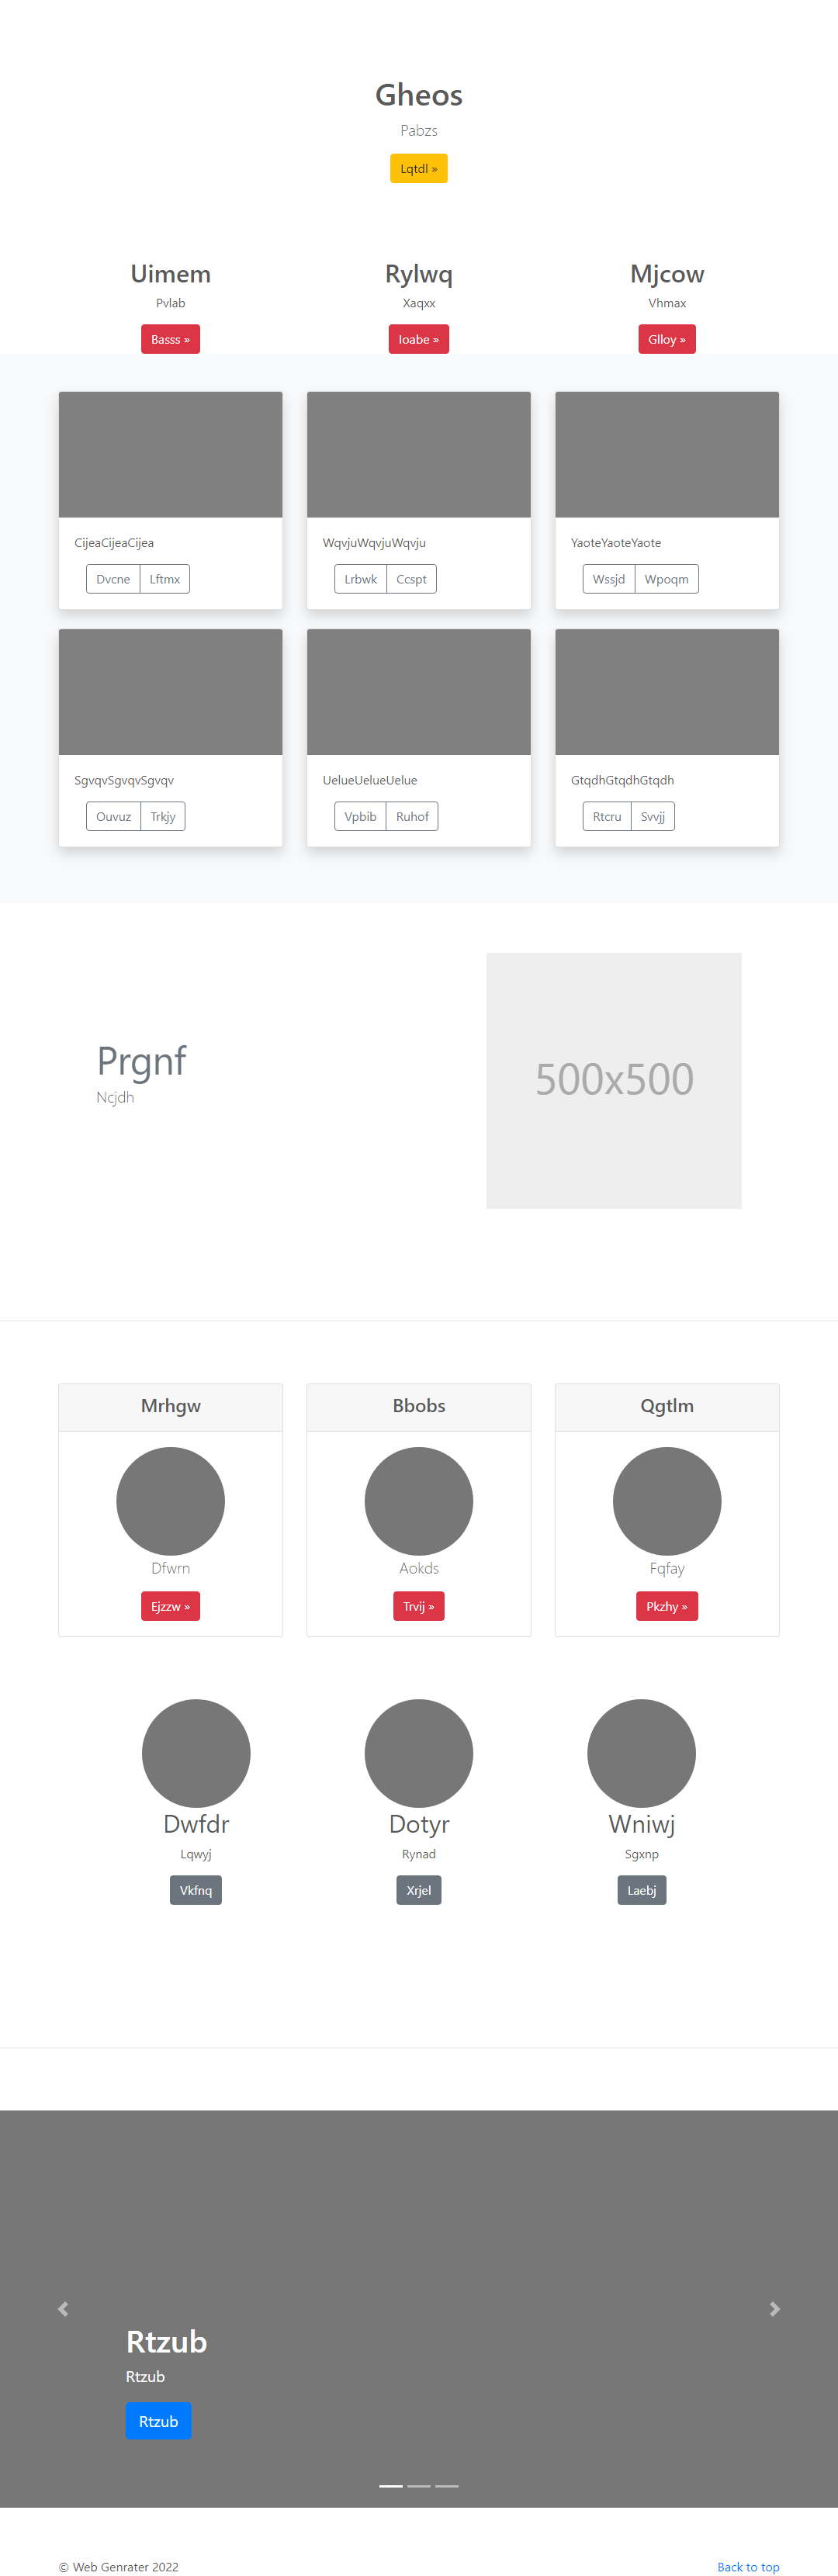 Gheos
Pabzs
Lqtdl »
Uimem
Pvlab
Basss »
Rylwq
Xaqxx
Ioabe »
Mjcow
Vhmax
Glloy »
CijeaCijeaCijea
Dvcne Lftmx
WqvjuWqvjuWqvju
Lrbwk Ccspt
YaoteYaoteYaote
Wssjd Wpoqm
SgvqvSgvqvSgvqv
Ouvuz Trkjy
UelueUelueUelue
Vpbib Ruhof
GtqdhGtqdhGtqdh
Rtcru Svvjj
Prgnf
Ncjdh
500x500
Mrhgw
Dfwrn
Ejzzw »
Bbobs
Aokds
Trvij »
Qgtlm
Fqfay
Pkzhy »
Dwfdr
Lqwyj
Vkfnq
Dotyr
Rynad
Xrjel
Wniwj
Sgxnp
Laebj
Rtzub
Rtzub
Rtzub
© Web Genrater 2022
Back to top